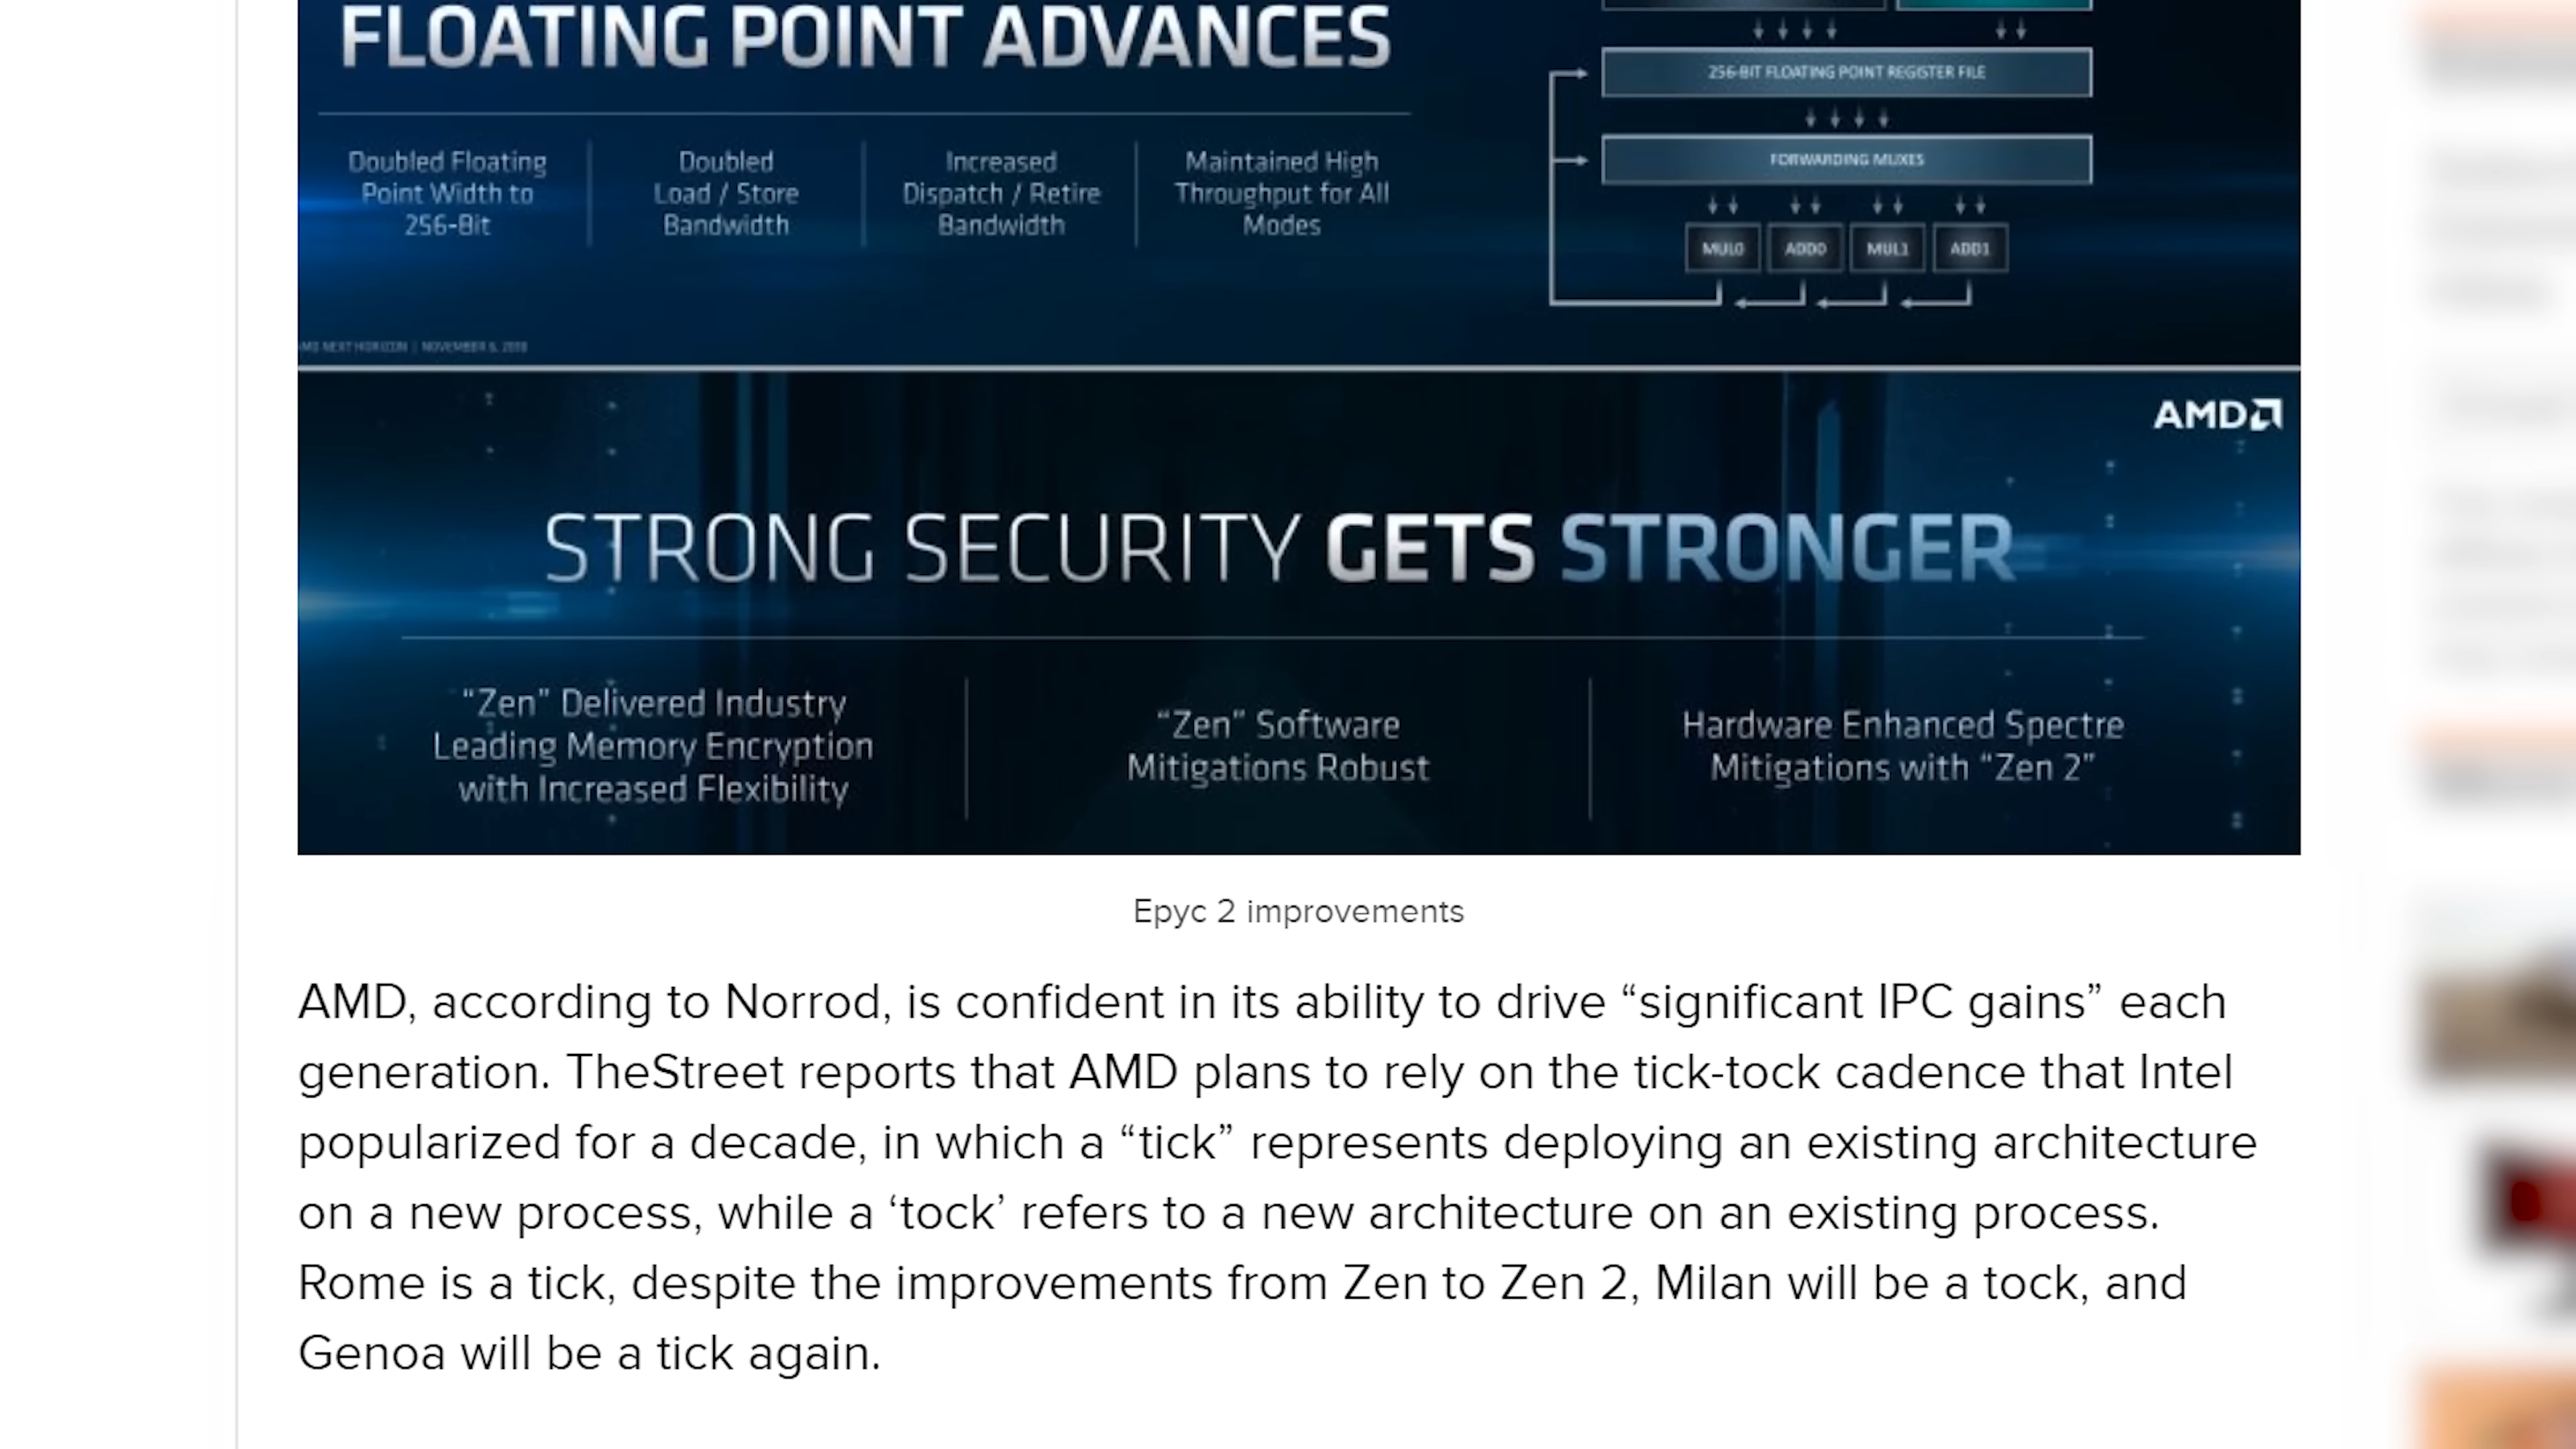 FLOATING POINT ADVANCES
Doubled Floating
Point Width to
256-Bit
Doubled
Load / Store
Bandwidth
Increased
Dispatch / Retire
Bandwidth
Maintained High
Throughput for All
Modes
256-BIT FLOATING POINT REGISTER FILE
FORWARDING MUXES
MUL0 ADD0 MUL1 ADD1
AMD NEXT HORIZON | NOVEMBER 6, 2018
AMD
STRONG SECURITY GETS STRONGER
“Zen” Delivered Industry
Leading Memory Encryption
with Increased Flexibility
“Zen” Software
Mitigations Robust
Hardware Enhanced Spectre
Mitigations with “Zen 2”
Epyc 2 improvements
AMD, according to Norrod, is confident in its ability to drive “significant IPC gains” each
generation. TheStreet reports that AMD plans to rely on the tick-tock cadence that Intel
popularized for a decade, in which a “tick” represents deploying an existing architecture
on a new process, while a ‘tock’ refers to a new architecture on an existing process.
Rome is a tick, despite the improvements from Zen to Zen 2, Milan will be a tock, and
Genoa will be a tick again.